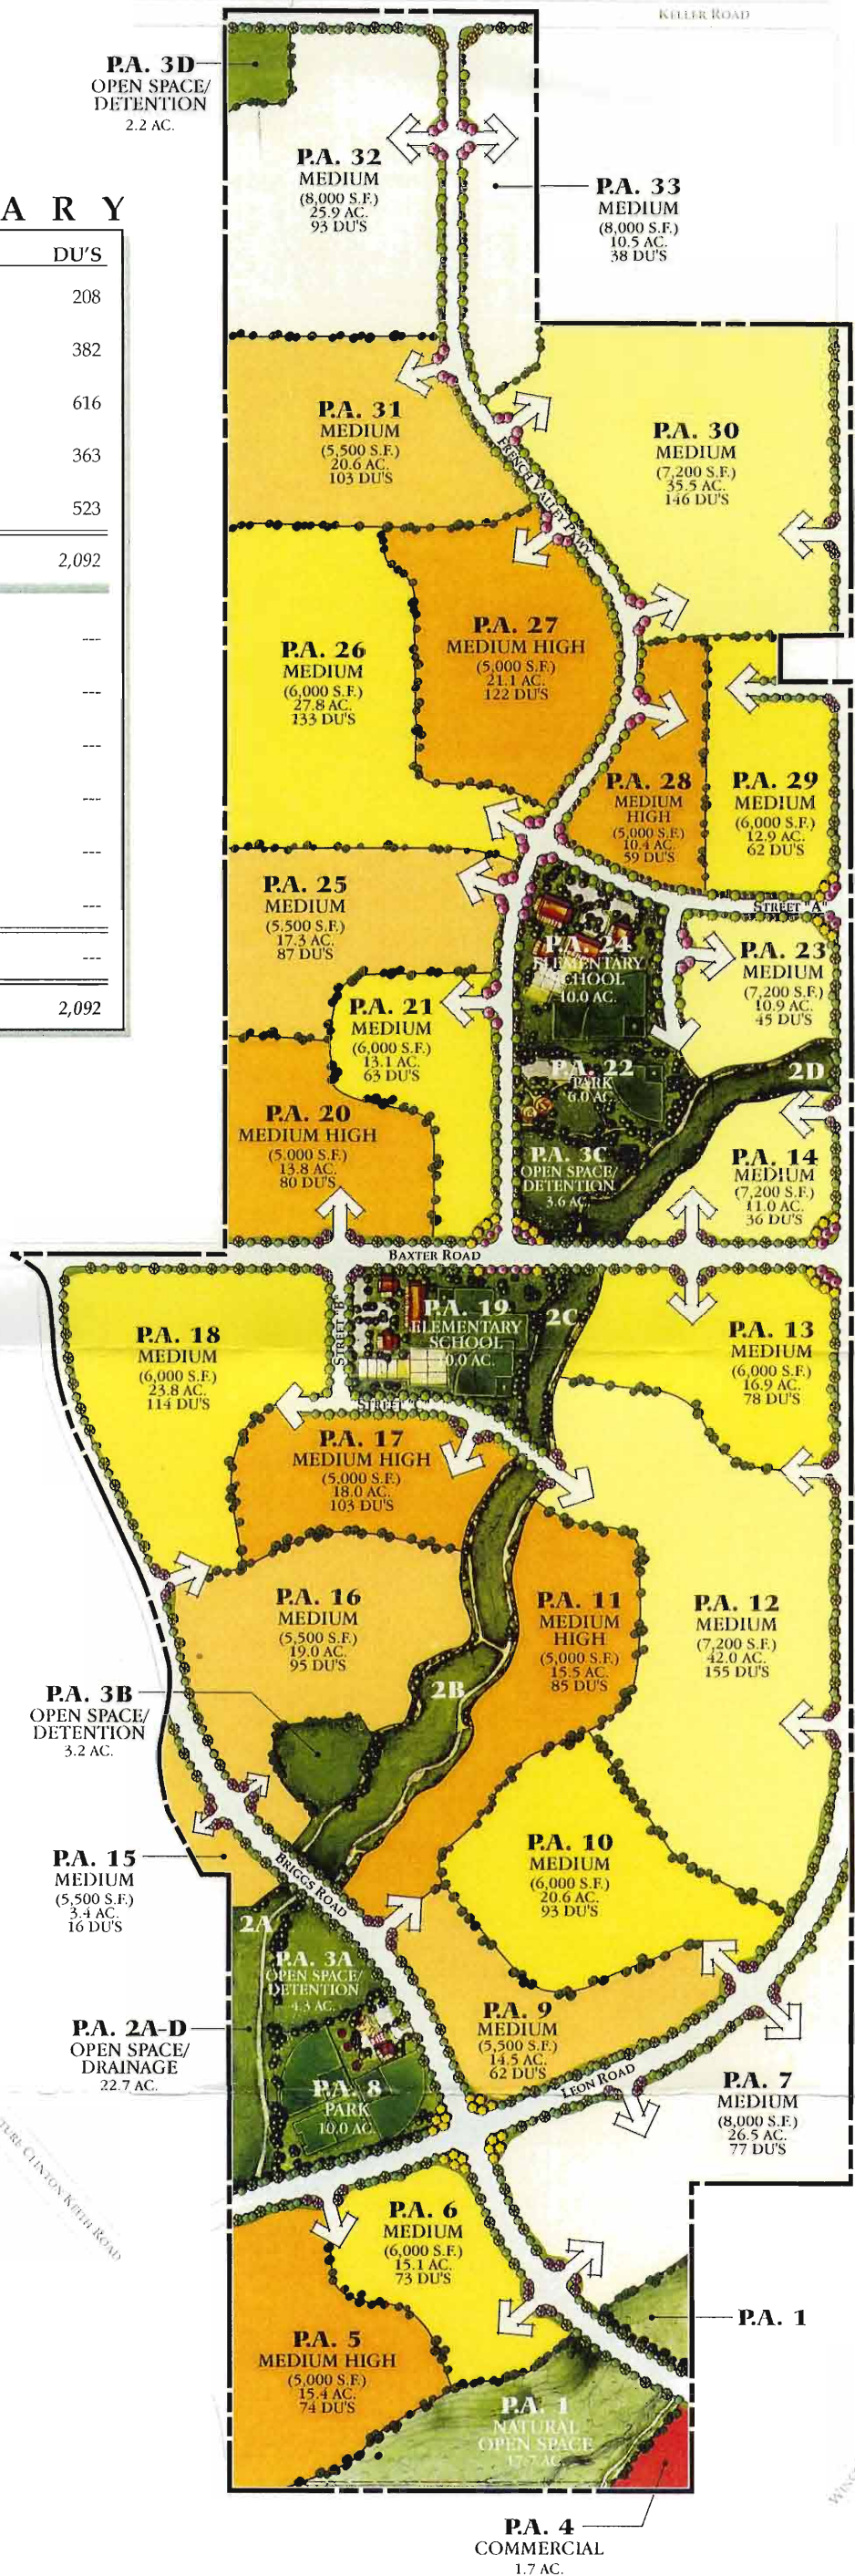 KELLER ROAD
P.A. 3D
OPEN SPACE/
DETENTION
2.2 AC.
P.A. 32
MEDIUM
(8,000 S.F.)
25.9 AC.
93 DU'S
P.A. 33
MEDIUM
(8,000 S.F.)
10.5 AC.
38 DU'S
A R Y
DU'S
208
382
616
363
523
2,092
---
---
---
---
---
---
---
2,092
P.A. 31
MEDIUM
(5,500 S.F.)
20.6 AC.
103 DU'S
FRENCH VALLEY PKWY.
P.A. 30
MEDIUM
(7,200 S.F.)
35.5 AC.
146 DU'S
P.A. 27
MEDIUM HIGH
(5,000 S.F.)
21.1 AC.
122 DU'S
P.A. 26
MEDIUM
(6,000 S.F.)
27.8 AC.
133 DU'S
P.A. 28
MEDIUM
HIGH
(5,000 S.F.)
10.4 AC.
59 DU'S
P.A. 29
MEDIUM
(6,000 S.F.)
12.9 AC.
62 DU'S
P.A. 25
MEDIUM
(5,500 S.F.)
17.3 AC.
87 DU'S
STREET "A"
P.A. 24
ELEMENTARY
SCHOOL
10.0 AC.
P.A. 23
MEDIUM
(7,200 S.F.)
10.9 AC.
45 DU'S
P.A. 21
MEDIUM
(6,000 S.F.)
13.1 AC.
63 DU'S
P.A. 22
PARK
6.0 AC.
2D
P.A. 20
MEDIUM HIGH
(5,000 S.F.)
13.8 AC.
80 DU'S
P.A. 3C
OPEN SPACE/
DETENTION
3.6 AC.
P.A. 14
MEDIUM
(7,200 S.F.)
11.0 AC.
36 DU'S
BAXTER ROAD
P.A. 18
MEDIUM
(6,000 S.F.)
23.8 AC.
114 DU'S
STREET "B"
P.A. 19
ELEMENTARY
SCHOOL
10.0 AC.
2C
P.A. 13
MEDIUM
(6,000 S.F.)
16.9 AC.
78 DU'S
STREET "C"
P.A. 17
MEDIUM HIGH
(5,000 S.F.)
18.0 AC.
103 DU'S
P.A. 16
MEDIUM
(5,500 S.F.)
19.0 AC.
95 DU'S
P.A. 11
MEDIUM
HIGH
(5,000 S.F.)
15.5 AC.
85 DU'S
P.A. 12
MEDIUM
(7,200 S.F.)
42.0 AC.
155 DU'S
2B
P.A. 3B
OPEN SPACE/
DETENTION
3.2 AC.
P.A. 10
MEDIUM
(6,000 S.F.)
20.6 AC.
93 DU'S
P.A. 15
MEDIUM
(5,500 S.F.)
3.4 AC.
16 DU'S
BRIGGS ROAD
2A
P.A. 3A
OPEN SPACE/
DETENTION
4.3 AC.
P.A. 9
MEDIUM
(5,500 S.F.)
14.5 AC.
62 DU'S
P.A. 2A-D
OPEN SPACE/
DRAINAGE
22.7 AC.
LEON ROAD
P.A. 8
PARK
10.0 AC.
P.A. 7
MEDIUM
(8,000 S.F.)
26.5 AC.
77 DU'S
CLINTON KEITH ROAD
P.A. 6
MEDIUM
(6,000 S.F.)
15.1 AC.
73 DU'S
P.A. 1
P.A. 5
MEDIUM HIGH
(5,000 S.F.)
15.4 AC.
74 DU'S
P.A. 1
NATURAL
OPEN SPACE
17.7 AC.
P.A. 4
COMMERCIAL
1.7 AC.